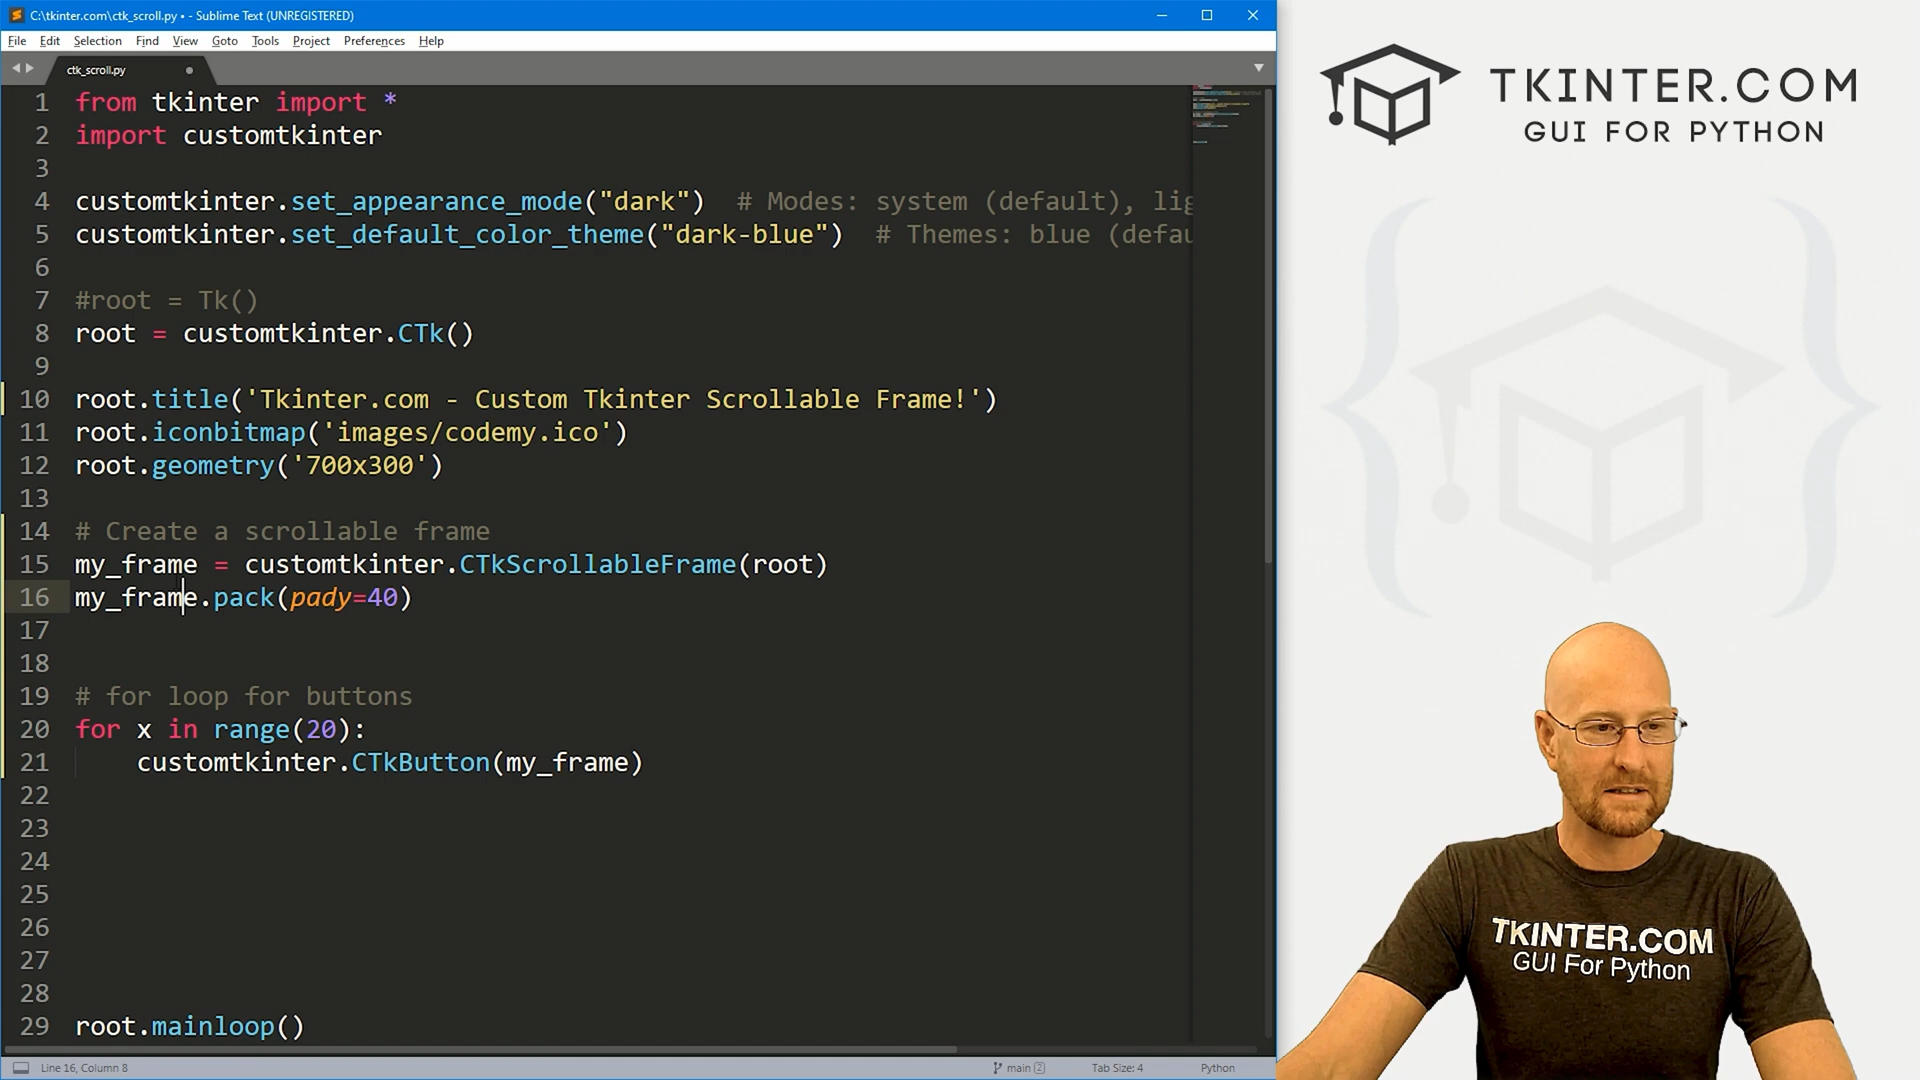 C:\tkinter.com\ctk_scroll.py • - Sublime Text (UNREGISTERED)
File Edit Selection Find View Goto Tools Project Preferences Help
ctk_scroll.py
1 from tkinter import *
2 import customtkinter
3
4 customtkinter.set_appearance_mode("dark")  # Modes: system (default), lig
5 customtkinter.set_default_color_theme("dark-blue")  # Themes: blue (defau
6
7 #root = Tk()
8 root = customtkinter.CTk()
9
10 root.title('Tkinter.com - Custom Tkinter Scrollable Frame!')
11 root.iconbitmap('images/codemy.ico')
12 root.geometry('700x300')
13
14 # Create a scrollable frame
15 my_frame = customtkinter.CTkScrollableFrame(root)
16 my_frame.pack(pady=40)
17
18
19 # for loop for buttons
20 for x in range(20):
21     customtkinter.CTkButton(my_frame)
22
23
24
25
26
27
28
29 root.mainloop()
Line 16, Column 8
main 2
Tab Size: 4
Python
TKINTER.COM
GUI FOR PYTHON
TKINTER.COM
GUI For Python